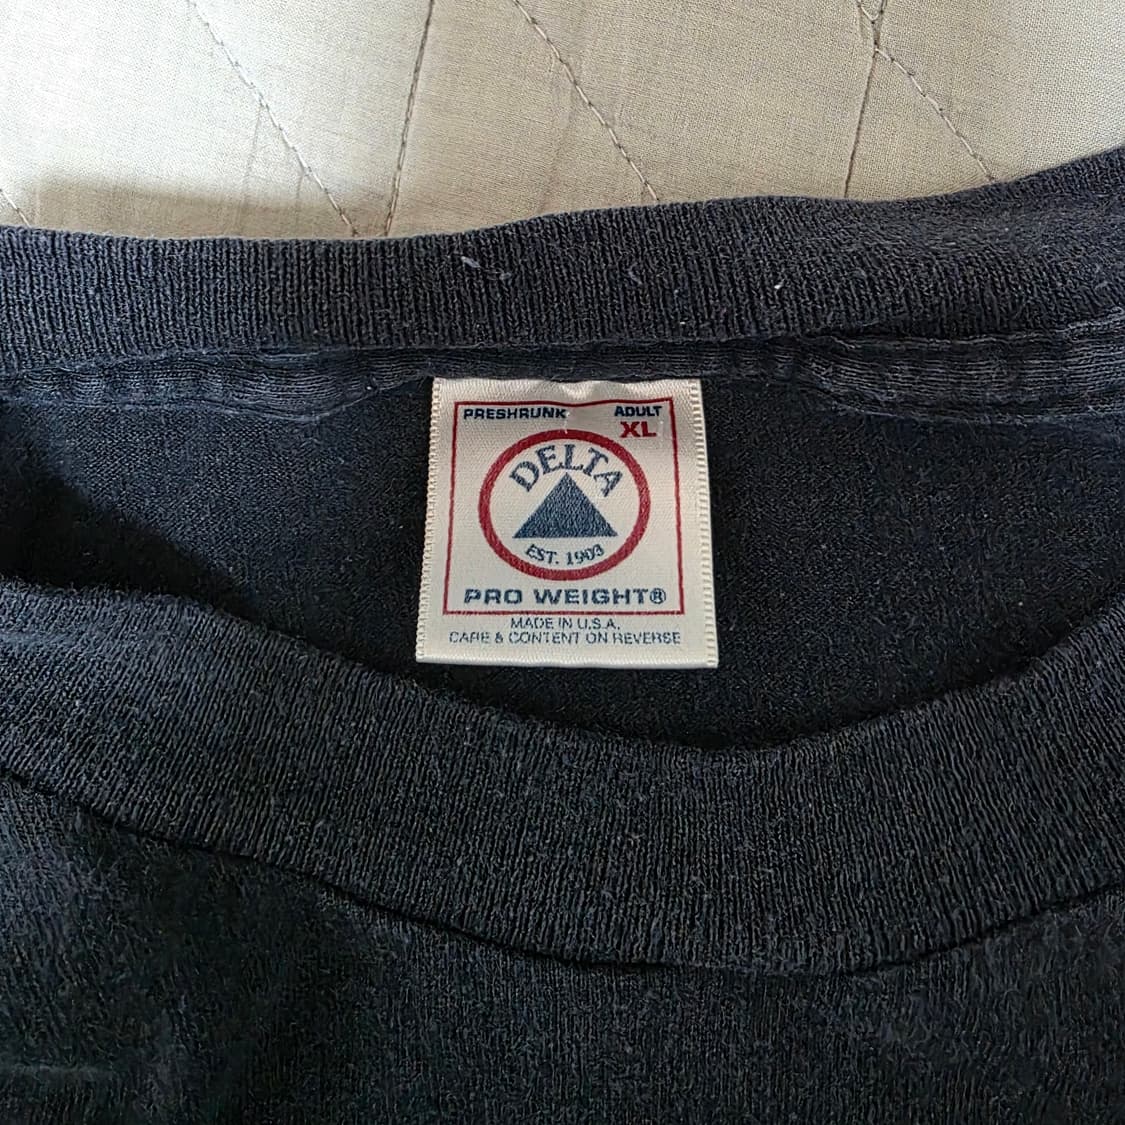 PRESHRUNK ADULT
XL
DELTA
EST. 1903
PRO WEIGHT®
MADE IN U.S.A.
CARE & CONTENT ON REVERSE